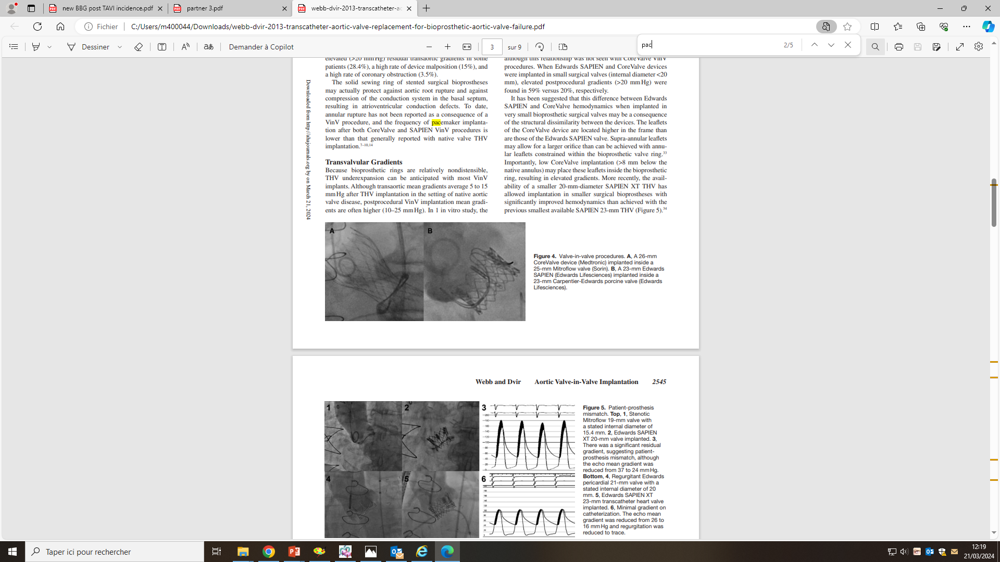 new BBG post TAVI incidence.pdf
partner 3.pdf
webb-dvir-2013-transcatheter-ao
Fichier
C:/Users/m400044/Downloads/webb-dvir-2013-transcatheter-aortic-valve-replacement-for-bioprosthetic-aortic-valve-failure.pdf
Dessiner
aあ
Demander à Copilot
3
sur 9
pac
2/5
Downloaded from http://ahajournals.org by on March 21, 2024
elevated (>20 mm Hg) residual transaortic gradients in some
patients (28.4%), a high rate of device malposition (15%), and
a high rate of coronary obstruction (3.5%).
The solid sewing ring of stented surgical bioprostheses
may actually protect against aortic root rupture and against
compression of the conduction system in the basal septum,
resulting in atrioventricular conduction defects. To date,
annular rupture has not been reported as a consequence of a
VinV procedure, and the frequency of pacemaker implanta-
tion after both CoreValve and SAPIEN VinV procedures is
lower than that generally reported with native valve THV
implantation.7–10,14
Transvalvular Gradients
Because bioprosthetic rings are relatively nondistensible,
THV underexpansion can be anticipated with most VinV
implants. Although transaortic mean gradients average 5 to 15
mm Hg after THV implantation in the setting of native aortic
valve disease, postprocedural VinV implantation mean gradi-
ents are often higher (10–25 mm Hg). In 1 in vitro study, the
although this relationship was not seen with CoreValve VinV
procedures. When Edwards SAPIEN and CoreValve devices
were implanted in small surgical valves (internal diameter <20
mm), elevated postprocedural gradients (>20 mm Hg) were
found in 59% versus 20%, respectively.
It has been suggested that this difference between Edwards
SAPIEN and CoreValve hemodynamics when implanted in
very small bioprosthetic surgical valves may be a consequence
of the structural dissimilarity between the devices. The leaflets
of the CoreValve device are located higher in the frame than
are those of the Edwards SAPIEN valve. Supra-annular leaflets
may allow for a larger orifice than can be achieved with annu-
lar leaflets constrained within the bioprosthetic valve ring.33
Importantly, low CoreValve implantation (>8 mm below the
native annulus) may place these leaflets inside the bioprosthetic
ring, resulting in elevated gradients. More recently, the avail-
ability of a smaller 20-mm-diameter SAPIEN XT THV has
allowed implantation in smaller surgical bioprostheses with
significantly improved hemodynamics than achieved with the
previous smallest available SAPIEN 23-mm THV (Figure 5).34
A
B
Figure 4. Valve-in-valve procedures. A, A 26-mm
CoreValve device (Medtronic) implanted inside a
25-mm Mitroflow valve (Sorin). B, A 23-mm Edwards
SAPIEN (Edwards Lifesciences) implanted inside a
23-mm Carpentier-Edwards porcine valve (Edwards
Lifesciences).
Webb and Dvir Aortic Valve-in-Valve Implantation 2545
1
2
3
4
5
6
Figure 5. Patient-prosthesis
mismatch. Top, 1, Stenotic
Mitroflow 19-mm valve with
a stated internal diameter of
15.4 mm. 2, Edwards SAPIEN
XT 20-mm valve implanted. 3,
There was a significant residual
gradient, suggesting patient-
prosthesis mismatch, although
the echo mean gradient was
reduced from 37 to 24 mm Hg.
Bottom, 4, Regurgitant Edwards
pericardial 21-mm valve with a
stated internal diameter of 20
mm. 5, Edwards SAPIEN XT
23-mm transcatheter heart valve
implanted. 6, Minimal gradient on
catheterization. The echo mean
gradient was reduced from 26 to
16 mm Hg and regurgitation was
reduced to trace.
Taper ici pour rechercher
12:19
21/03/2024